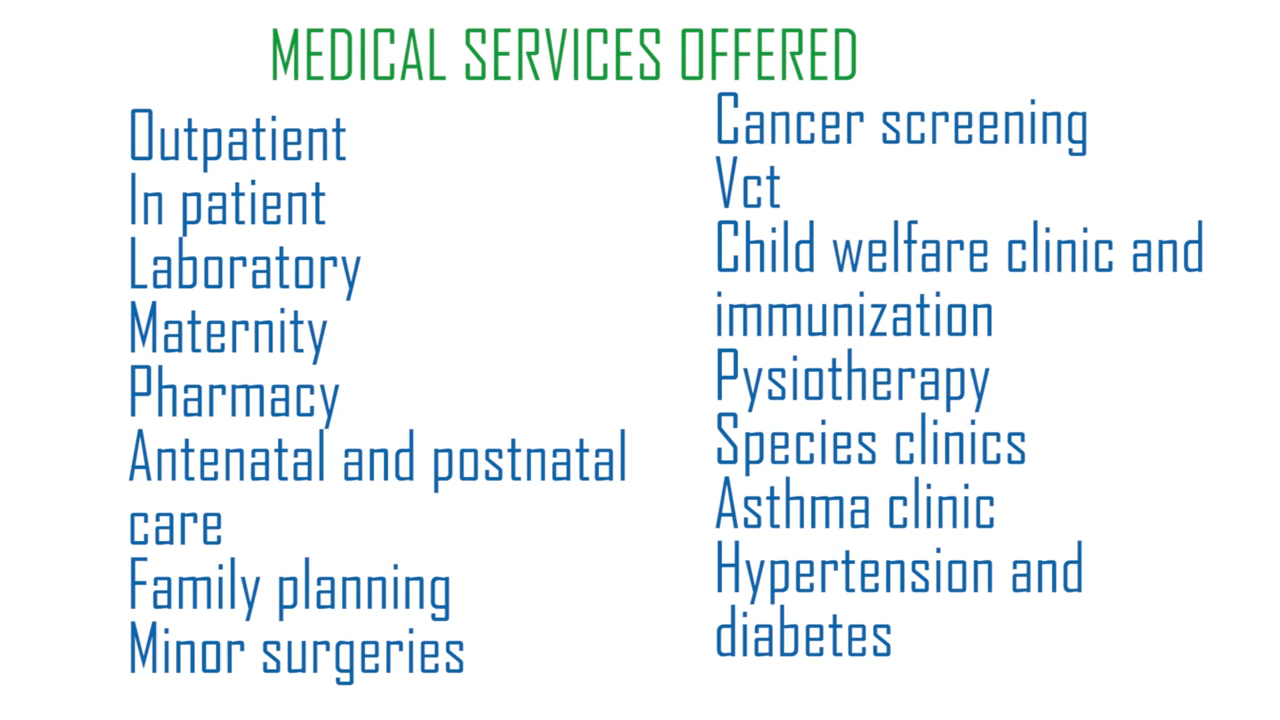 MEDICAL SERVICES OFFERED
Outpatient
In patient
Laboratory
Maternity
Pharmacy
Antenatal and postnatal
care
Family planning
Minor surgeries
Cancer screening
Vct
Child welfare clinic and
immunization
Pysiotherapy
Species clinics
Asthma clinic
Hypertension and
diabetes